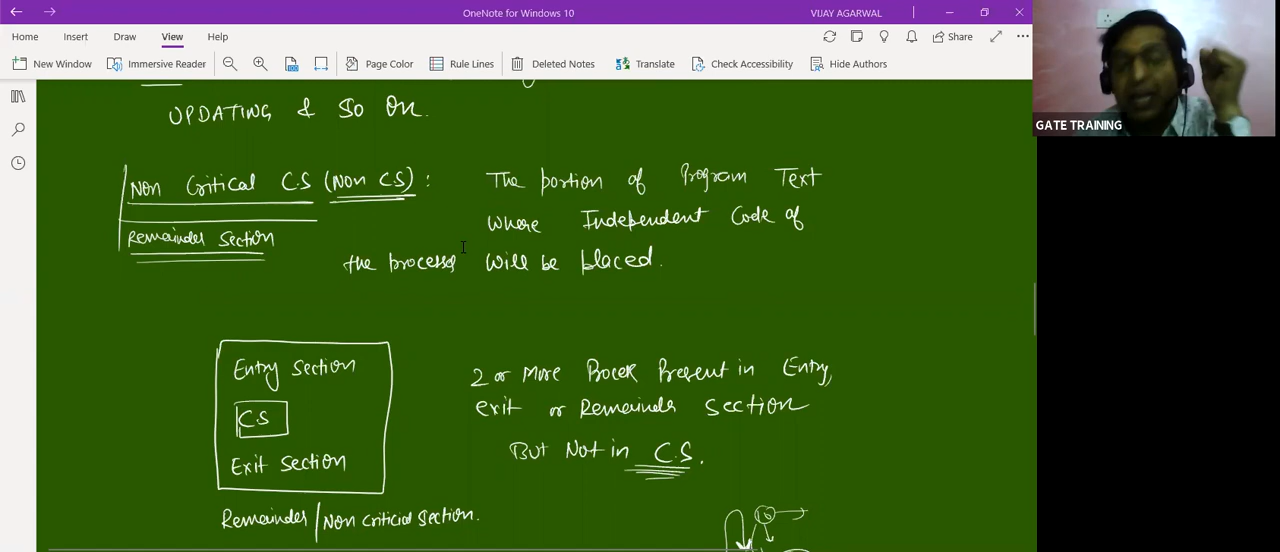 OneNote for Windows 10
VIJAY AGARWAL
Home Insert Draw View Help
Share
New Window Immersive Reader Page Color Rule Lines Deleted Notes Translate Check Accessibility Hide Authors
GATE TRAINING
UPDATING & So On.
Non Critical C.S (Non C.S) : The portion of Program Text
Where Independent Code of
Remainder Section
the process will be placed.
Entry Section
C.S
Exit Section
Remainder / Non criticial section.
2 or More Present in Entry,
exit or Remainder section
But Not in C.S.